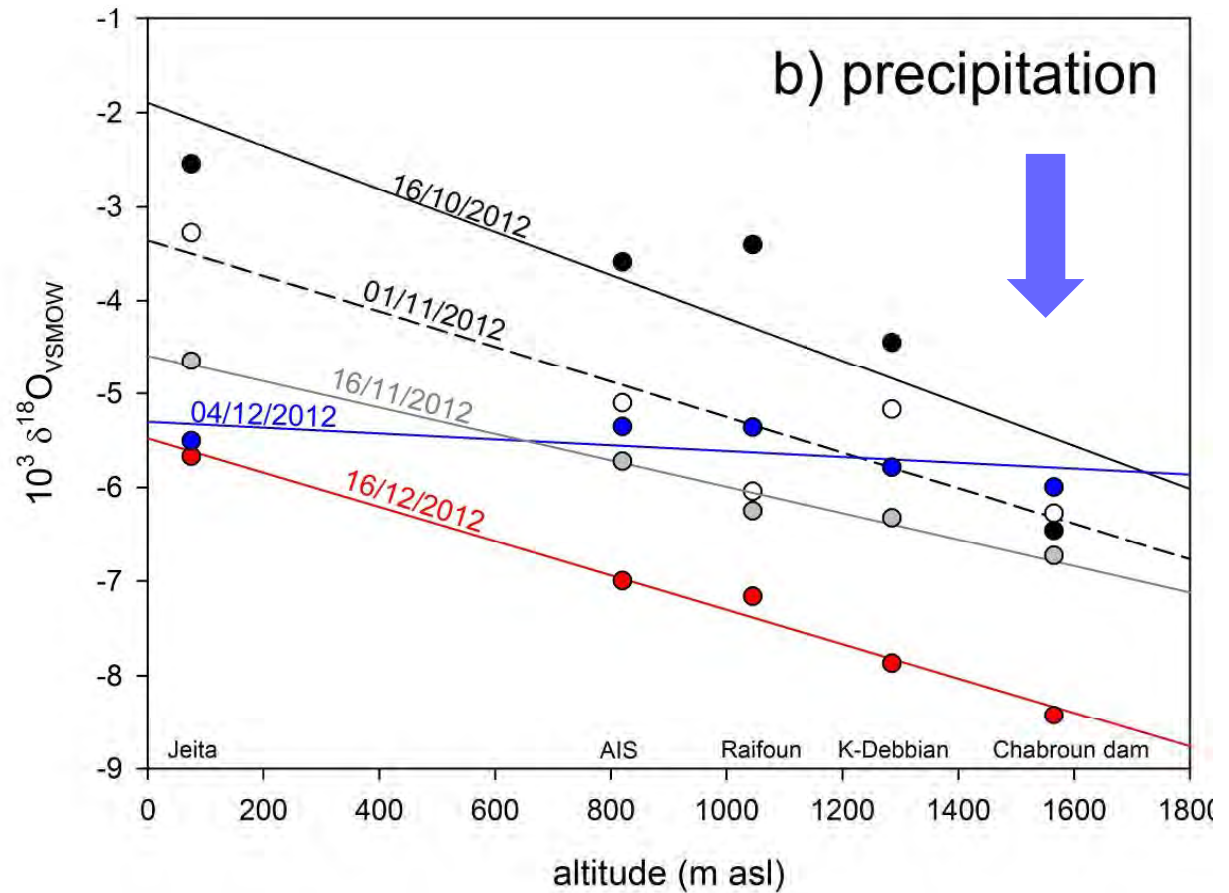 b) precipitation
-1
-2
-3
-4
-5
-6
-7
-8
-9
10³ δ¹⁸O_VSMOW
16/10/2012
01/11/2012
16/11/2012
04/12/2012
16/12/2012
Jeita AIS Raifoun K-Debbian Chabroun dam
0 200 400 600 800 1000 1200 1400 1600 1800
altitude (m asl)